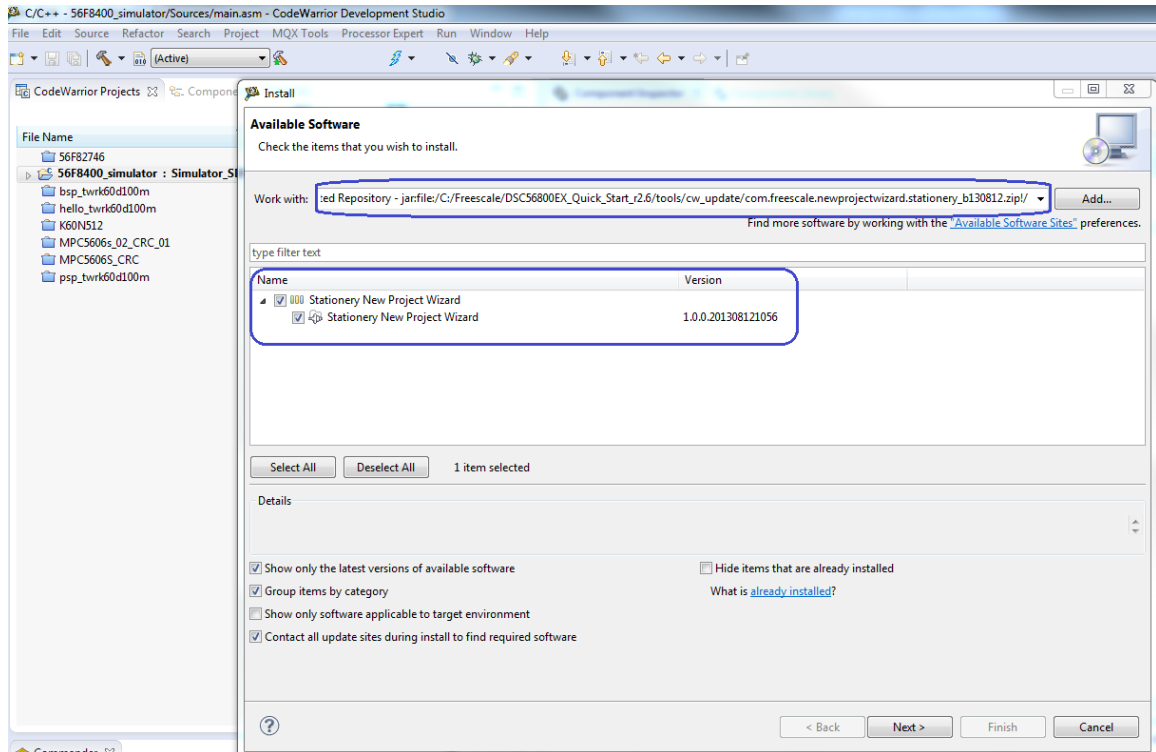 C/C++ - 56F8400_simulator/Sources/main.asm - CodeWarrior Development Studio
File Edit Source Refactor Search Project MQX Tools Processor Expert Run Window Help
(Active)
CodeWarrior Projects
File Name
56F82746
56F8400_simulator :
bsp_twrk60d100m
hello_twrk60d100m
K60N512
MPC5606s_02_CRC_01
MPC5606S_CRC
psp_twrk60d100m
Install
Available Software
Check the items that you wish to install.
Work with: Repository - jar:file:/C:/Freescale/DSC56800EX_Quick_Start_r2.6/tools/cw_update/com.freescale.newprojectwizard.stationery_b130812.zip!/ Add...
Find more software by working with the "Available Software Sites" preferences.
type filter text
Name Version
Stationery New Project Wizard
Stationery New Project Wizard 1.0.0.201308121056
Select All Deselect All 1 item selected
Details
Show only the latest versions of available software Hide items that are already installed
Group items by category What is already installed?
Show only software applicable to target environment
Contact all update sites during install to find required software
? < Back Next > Finish Cancel